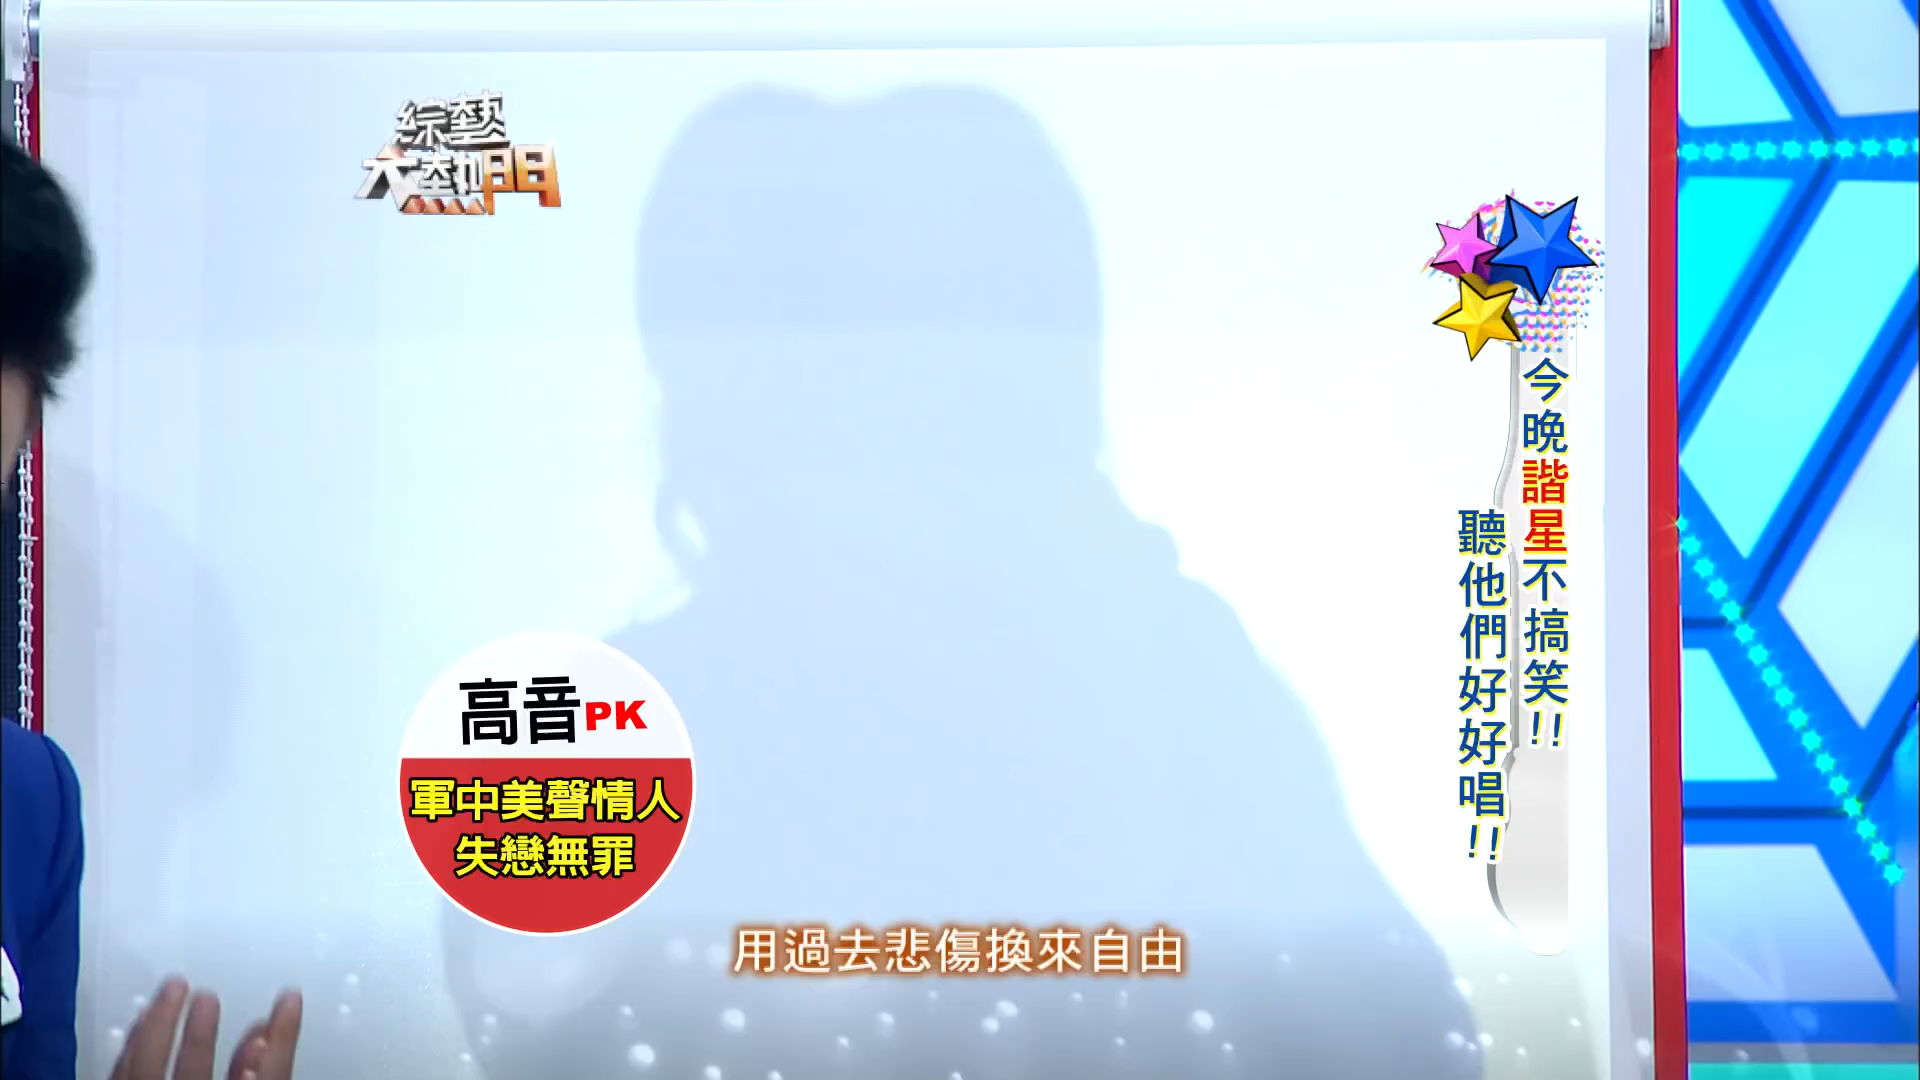 綜藝
大熱門
今晚諧星不搞笑!!
聽他們好好唱!!
高音PK
軍中美聲情人
失戀無罪
用過去悲傷換來自由